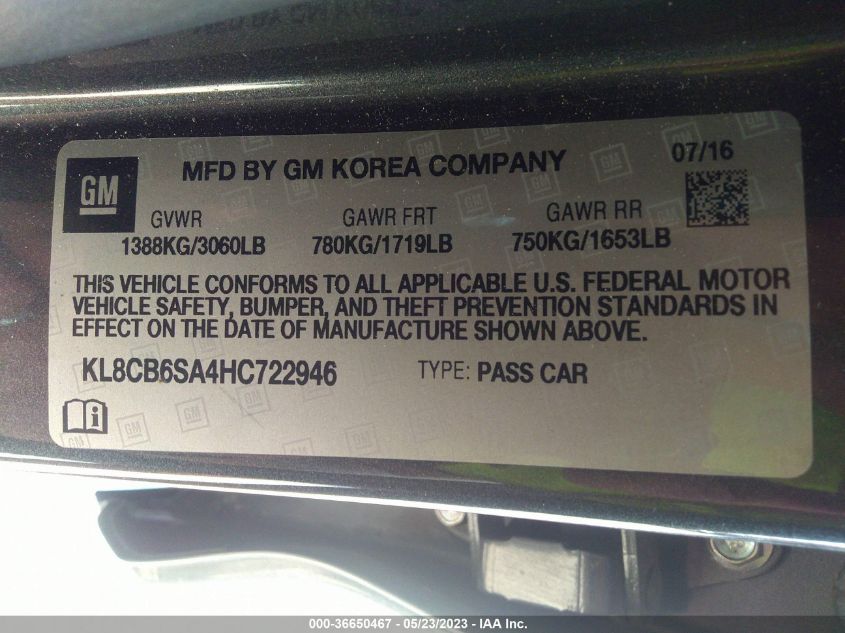 GM
MFD BY GM KOREA COMPANY
07/16
GVWR
GAWR FRT
GAWR RR
1388KG/3060LB
780KG/1719LB
750KG/1653LB
THIS VEHICLE CONFORMS TO ALL APPLICABLE U.S. FEDERAL MOTOR
VEHICLE SAFETY, BUMPER, AND THEFT PREVENTION STANDARDS IN
EFFECT ON THE DATE OF MANUFACTURE SHOWN ABOVE.
KL8CB6SA4HC722946
TYPE: PASS CAR
000-36650467 - 05/23/2023 - IAA Inc.